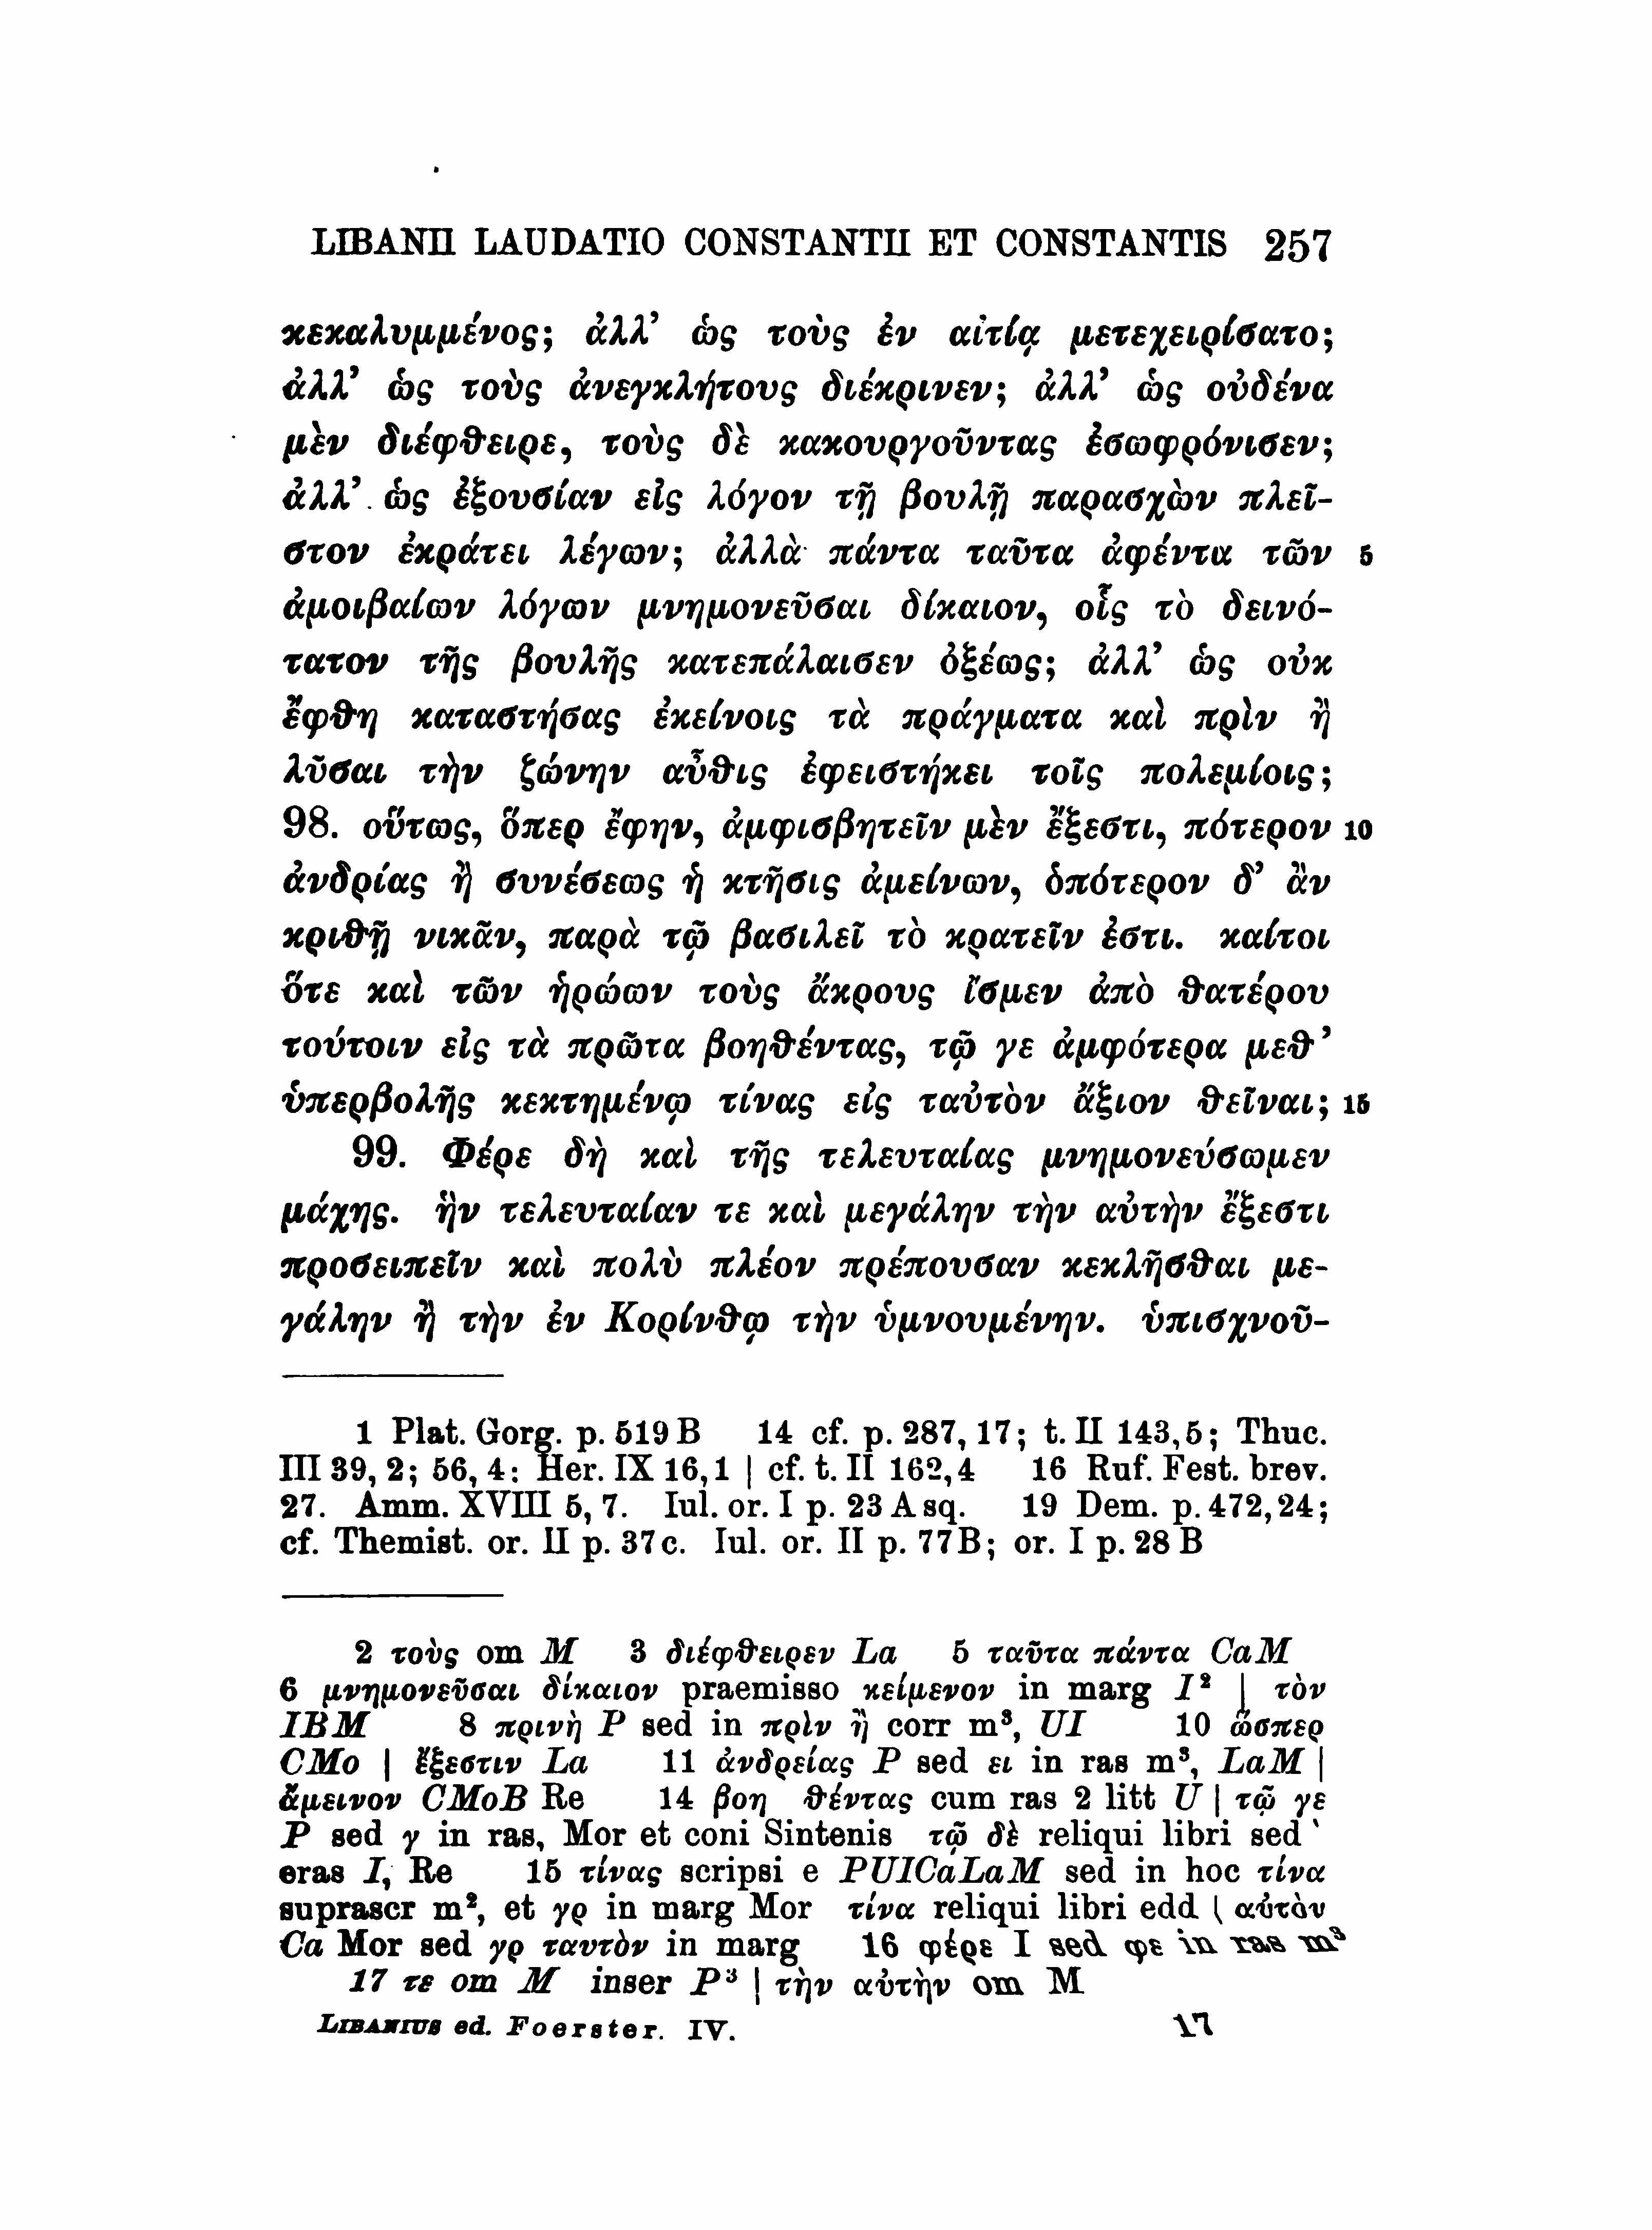 LIBANII LAUDATIO CONSTANTII ET CONSTANTIS 257
κεκαλυμμένος; ἀλλ’ ὡς τοὺς ἐν αἰτίᾳ μετεχειρίσατο;
ἀλλ’ ὡς τοὺς ἀνεγκλήτους διέκρινεν; ἀλλ’ ὡς οὐδένα
μὲν διέφθειρε, τοὺς δὲ κακουργοῦντας ἐσωφρόνισεν;
ἀλλ’ ὡς ἐξουσίαν εἰς λόγον τῇ βουλῇ παρασχὼν πλεῖ-
στον ἐκράτει λέγων; ἀλλὰ πάντα ταῦτα ἀφέντα τῶν 5
ἀμοιβαίων λόγων μνημονεῦσαι δίκαιον, οἷς τὸ δεινό-
τατον τῆς βουλῆς κατεπάλαισεν ὀξέως; ἀλλ’ ὡς οὐκ
ἔφθη καταστήσας ἐκείνοις τὰ πράγματα καὶ πρὶν ἢ
λῦσαι τὴν ζώνην αὖθις ἐφειστήκει τοῖς πολεμίοις;
98. οὕτως, ὅπερ ἔφην, ἀμφισβητεῖν μὲν ἔξεστι, πότερον 10
ἀνδρίας ἢ συνέσεως ἡ κτῆσις ἀμείνων, ὁπότερον δ’ ἂν
κριθῇ νικᾶν, παρὰ τῷ βασιλεῖ τὸ κρατεῖν ἐστι. καίτοι
ὅτε καὶ τῶν ἡρώων τοὺς ἄκρους ἴσμεν ἀπὸ θατέρου
τούτοιν εἰς τὰ πρῶτα βοηθέντας, τῷ γε ἀμφότερα μεθ’
ὑπερβολῆς κεκτημένῳ τίνας εἰς ταὐτὸν ἄξιον θεῖναι; 15
99. Φέρε δὴ καὶ τῆς τελευταίας μνημονεύσωμεν
μάχης. ἣν τελευταίαν τε καὶ μεγάλην τὴν αὐτὴν ἔξεστι
προσειπεῖν καὶ πολὺ πλέον πρέπουσαν κεκλῆσθαι με-
γάλην ἢ τὴν ἐν Κορίνθῳ τὴν ὑμνουμένην. ὑπισχνοῦ-
1 Plat. Gorg. p. 519 B 14 cf. p. 287, 17; t. II 143, 5; Thuc.
III 39, 2; 56, 4: Her. IX 16, 1 | cf. t. II 162, 4 16 Ruf. Fest. brev.
27. Amm. XVIII 5, 7. Iul. or. I p. 23 A sq. 19 Dem. p. 472, 24;
cf. Themist. or. II p. 37 c. Iul. or. II p. 77 B; or. I p. 28 B
2 τοὺς om M 3 διέφθειρεν La 5 ταῦτα πάντα CaM
6 μνημονεῦσαι δίκαιον praemisso κείμενον in marg I² | τὸν
IBM 8 πρινὴ P sed in πρὶν ἢ corr m³, UI 10 ὥσπερ
CMo | ἔξεστιν La 11 ἀνδρείας P sed ει in ras m³, LaM |
ἄμεινον CMoB Re 14 βοη θέντας cum ras 2 litt U | τῷ γε
P sed γ in ras, Mor et coni Sintenis τῷ δὲ reliqui libri sed `
eras I, Re 15 τίνας scripsi e PUICaLaM sed in hoc τίνα
suprascr m², et γρ in marg Mor τίνα reliqui libri edd | αὐτὸν
Ca Mor sed γρ ταυτὸν in marg 16 φέρε I sed φε in ras m³
17 τε om M inser P³ | τὴν αὐτὴν om M
LIBANIUS ed. Foerster. IV. 17